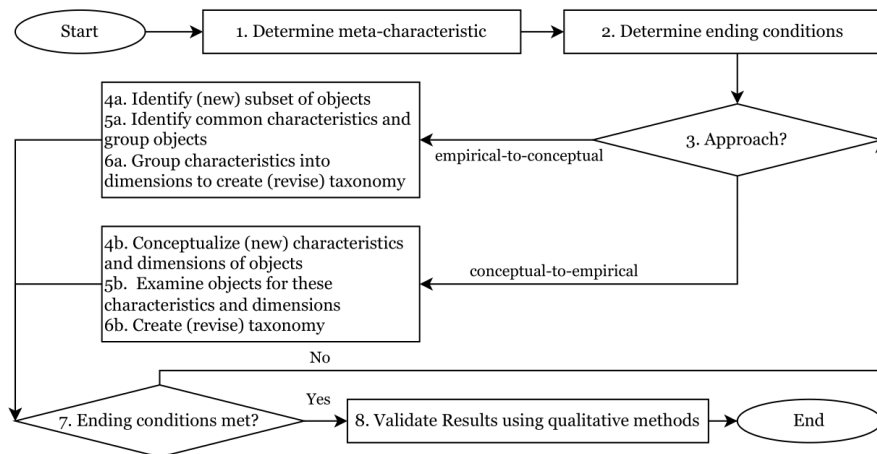 Start
1. Determine meta-characteristic
2. Determine ending conditions
4a. Identify (new) subset of objects
5a. Identify common characteristics and
group objects
6a. Group characteristics into
dimensions to create (revise) taxonomy
3. Approach?
empirical-to-conceptual
4b. Conceptualize (new) characteristics
and dimensions of objects
5b. Examine objects for these
characteristics and dimensions
6b. Create (revise) taxonomy
conceptual-to-empirical
No
7. Ending conditions met?
Yes
8. Validate Results using qualitative methods
End